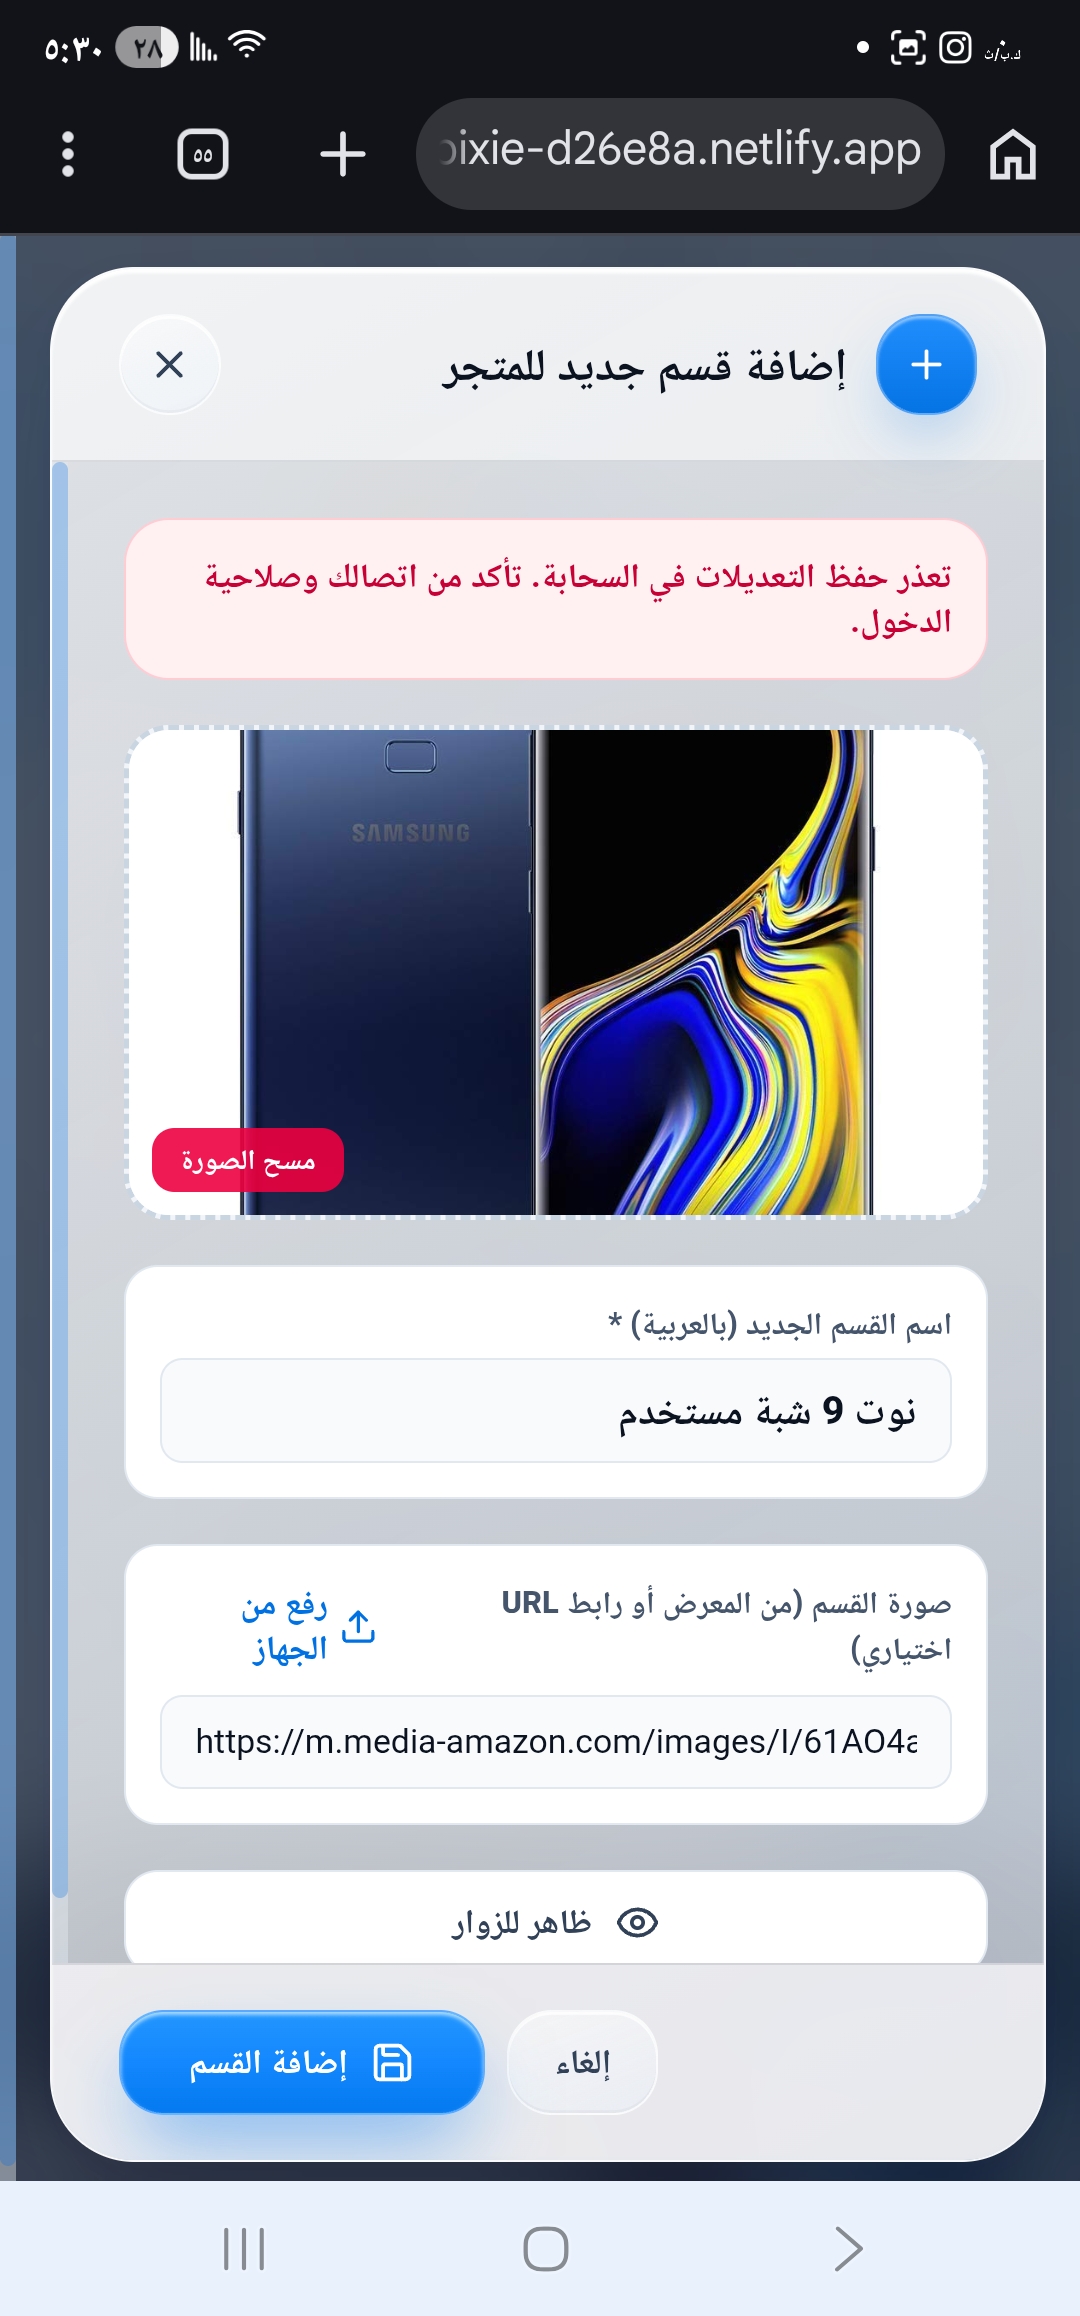 ٥:٣٠ ٢٨
ك.ب/ث
٥٥
ixie-d26e8a.netlify.app
إضافة قسم جديد للمتجر
تعذر حفظ التعديلات في السحابة. تأكد من اتصالك وصلاحية
الدخول.
SAMSUNG
مسح الصورة
اسم القسم الجديد (بالعربية) *
نوت 9 شبة مستخدم
صورة القسم (من المعرض أو رابط URL
اختياري)
رفع من
الجهاز
https://m.media-amazon.com/images/I/61AO4a
ظاهر للزوار
إلغاء
إضافة القسم